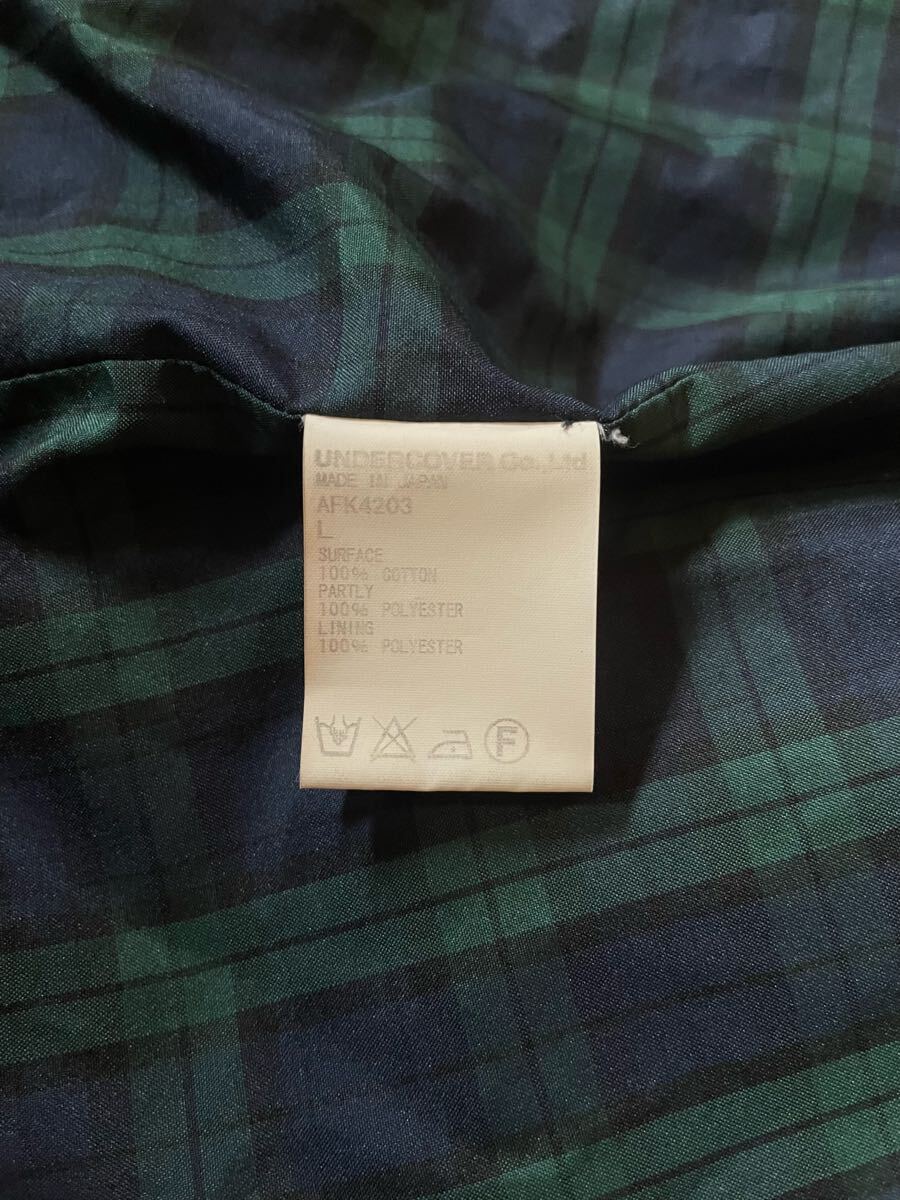 UNDERCOVER Co.,Ltd
MADE IN JAPAN
AFK4203
L
SURFACE
100% COTTON
PARTLY
100% POLYESTER
LINING
100% POLYESTER
F